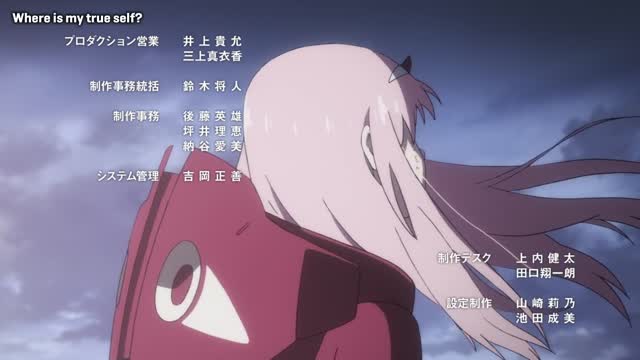 Where is my true self?
プロダクション営業 井上貴允
三上真衣香
制作事務統括 鈴木将人
制作事務 後藤英雄
坪井理恵
納谷愛美
システム管理 吉岡正善
制作デスク 上内健太
田口翔一朗
設定制作 山崎莉乃
池田成美